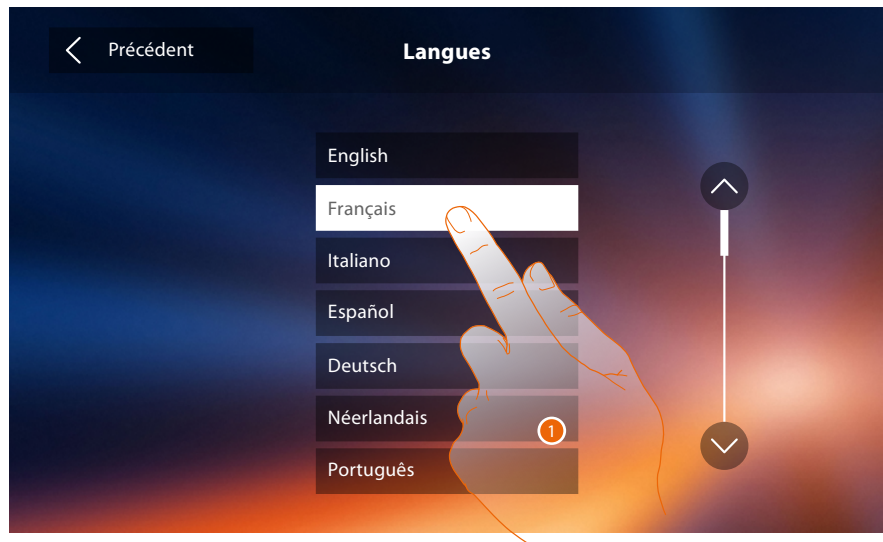 Précédent
Langues
English
Français
Italiano
Español
Deutsch
Néerlandais
1
Português